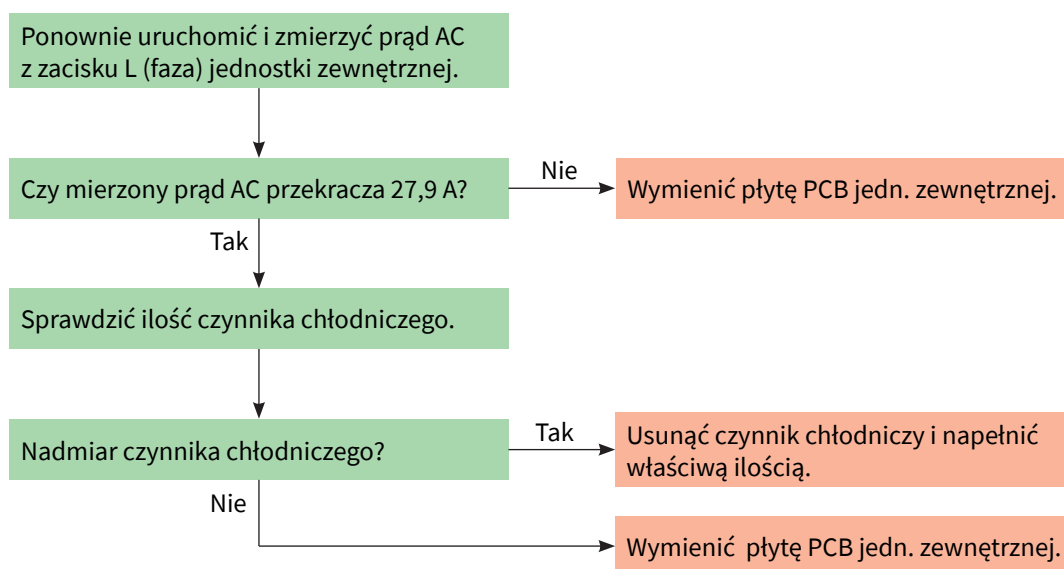 Ponownie uruchomić i zmierzyć prąd AC
z zacisku L (faza) jednostki zewnętrznej.
Czy mierzony prąd AC przekracza 27,9 A?
Nie
Wymienić płytę PCB jedn. zewnętrznej.
Tak
Sprawdzić ilość czynnika chłodniczego.
Nadmiar czynnika chłodniczego?
Tak
Usunąć czynnik chłodniczy i napełnić
właściwą ilością.
Nie
Wymienić płytę PCB jedn. zewnętrznej.